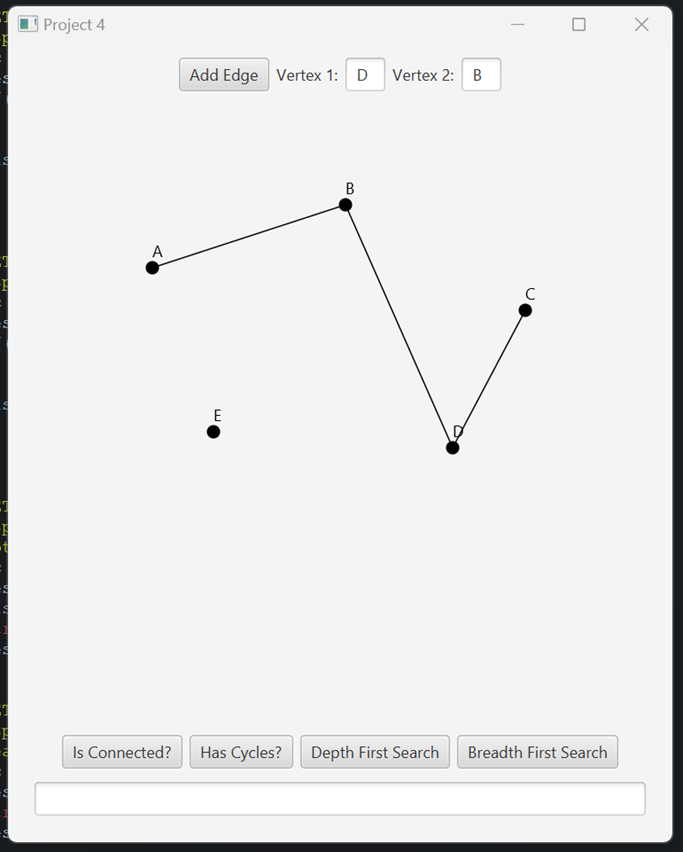 Project 4
Add Edge Vertex 1: D Vertex 2: B
B
A
C
E
D
Is Connected? Has Cycles? Depth First Search Breadth First Search